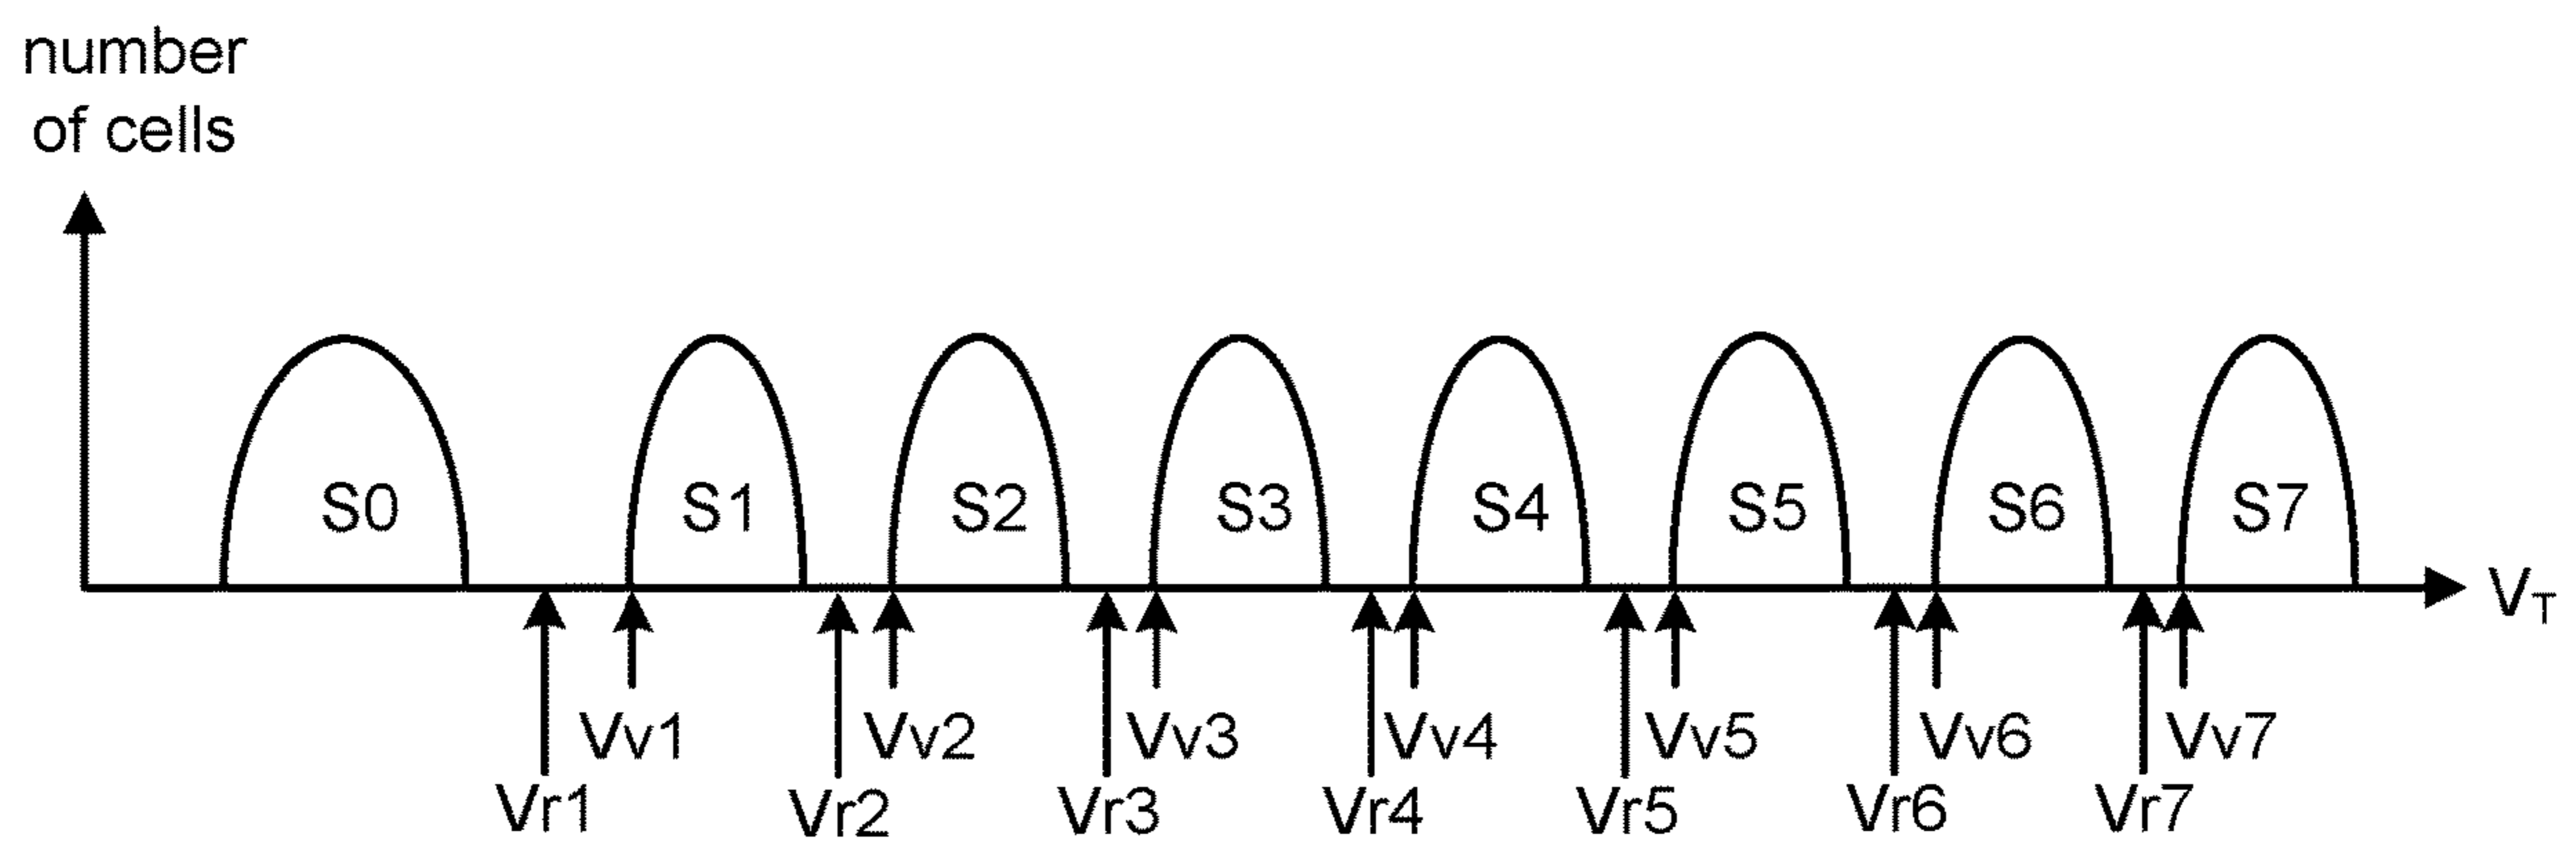 number
of cells
S0 S1 S2 S3 S4 S5 S6 S7
V_T
Vv1 Vv2 Vv3 Vv4 Vv5 Vv6 Vv7
Vr1 Vr2 Vr3 Vr4 Vr5 Vr6 Vr7